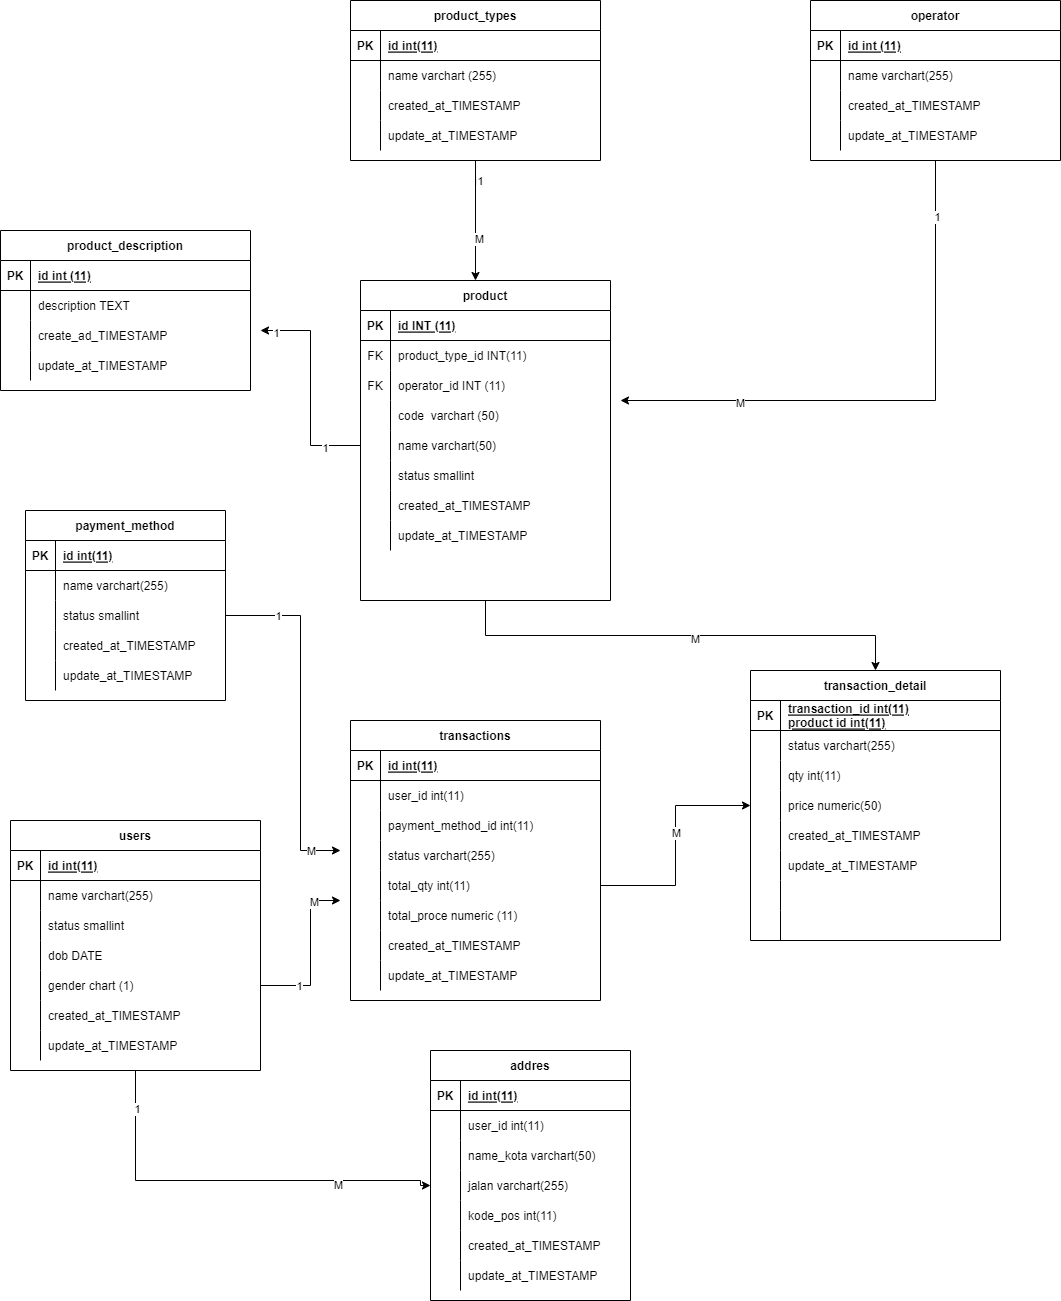 product_types
PK id int(11)
name varchart (255)
created_at_TIMESTAMP
update_at_TIMESTAMP
operator
PK id int (11)
name varchart(255)
created_at_TIMESTAMP
update_at_TIMESTAMP
1
M
1
M
product_description
PK id int (11)
description TEXT
create_ad_TIMESTAMP
update_at_TIMESTAMP
1
1
product
PK id INT (11)
FK product_type_id INT(11)
FK operator_id INT (11)
code varchart (50)
name varchart(50)
status smallint
created_at_TIMESTAMP
update_at_TIMESTAMP
payment_method
PK id int(11)
name varchart(255)
status smallint
created_at_TIMESTAMP
update_at_TIMESTAMP
1
M
M
transaction_detail
PK transaction_id int(11)
product id int(11)
status varchart(255)
qty int(11)
price numeric(50)
created_at_TIMESTAMP
update_at_TIMESTAMP
transactions
PK id int(11)
user_id int(11)
payment_method_id int(11)
status varchart(255)
total_qty int(11)
total_proce numeric (11)
created_at_TIMESTAMP
update_at_TIMESTAMP
M
users
PK id int(11)
name varchart(255)
status smallint
dob DATE
gender chart (1)
created_at_TIMESTAMP
update_at_TIMESTAMP
1
M
1
M
addres
PK id int(11)
user_id int(11)
name_kota varchart(50)
jalan varchart(255)
kode_pos int(11)
created_at_TIMESTAMP
update_at_TIMESTAMP